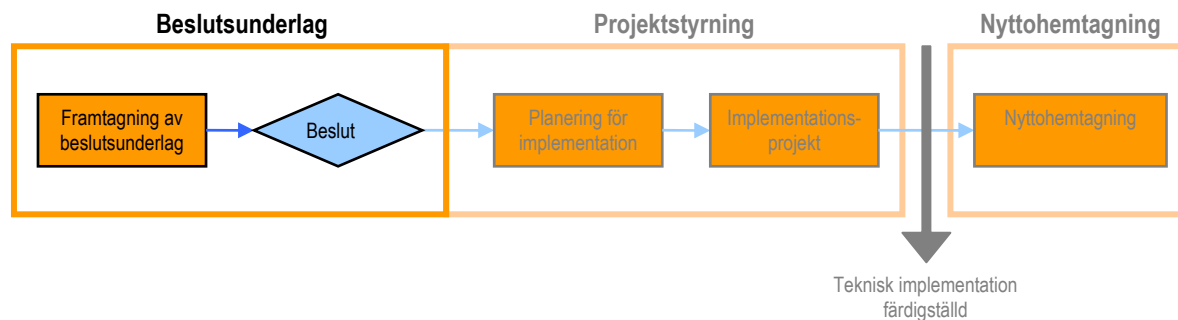 Beslutsunderlag
Projektstyrning
Nyttohemtagning
Framtagning av
beslutsunderlag
Beslut
Planering för
implementation
Implementations-
projekt
Nyttohemtagning
Teknisk implementation
färdigställd